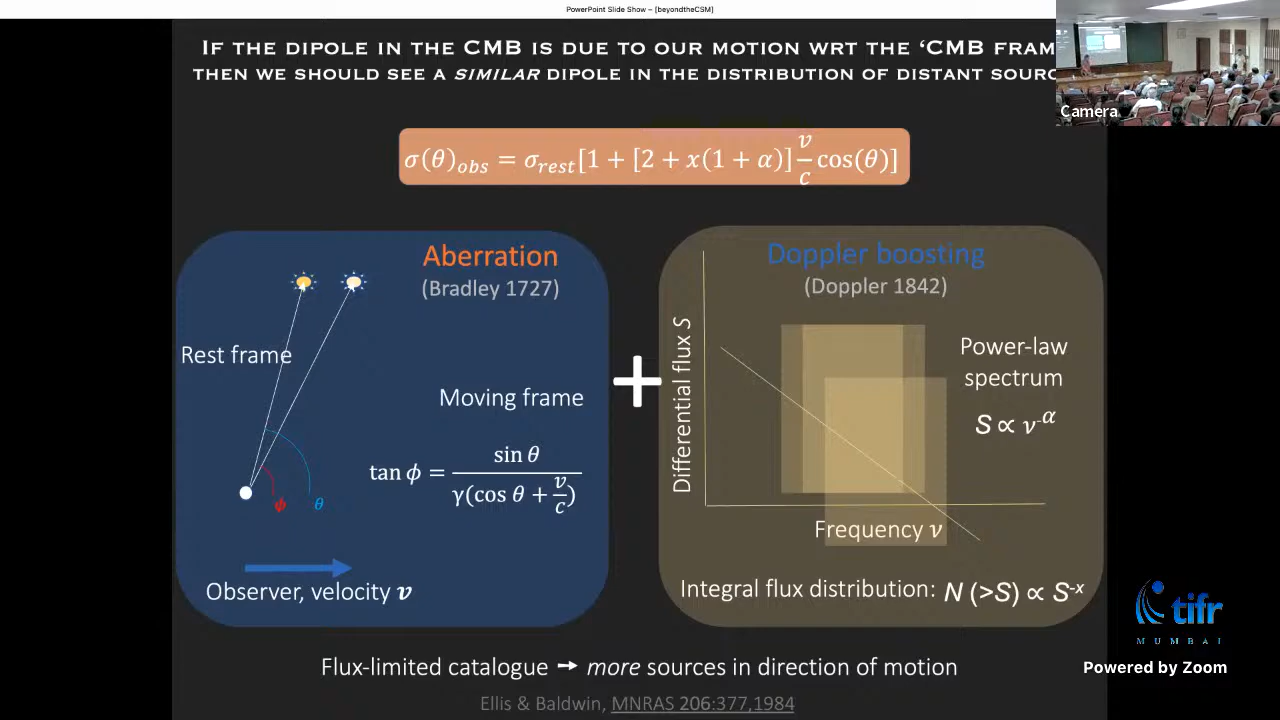 PowerPoint Slide Show – [beyondtheCSM]
IF THE DIPOLE IN THE CMB IS DUE TO OUR MOTION WRT THE ‘CMB FRAM
THEN WE SHOULD SEE A SIMILAR DIPOLE IN THE DISTRIBUTION OF DISTANT SOURC
Camera
σ(θ)obs = σrest[1 + [2 + x(1 + α)] v/c cos(θ)]
Aberration
(Bradley 1727)
Rest frame
Moving frame
tan ϕ = sin θ / γ(cos θ + v/c)
ϕ
θ
Observer, velocity v
+
Doppler boosting
(Doppler 1842)
Differential flux S
Power-law
spectrum
S ∝ ν-α
Frequency ν
Integral flux distribution: N (>S) ∝ S-x
Flux-limited catalogue ➙ more sources in direction of motion
Ellis & Baldwin, MNRAS 206:377,1984
tifr
MUMBAI
Powered by Zoom